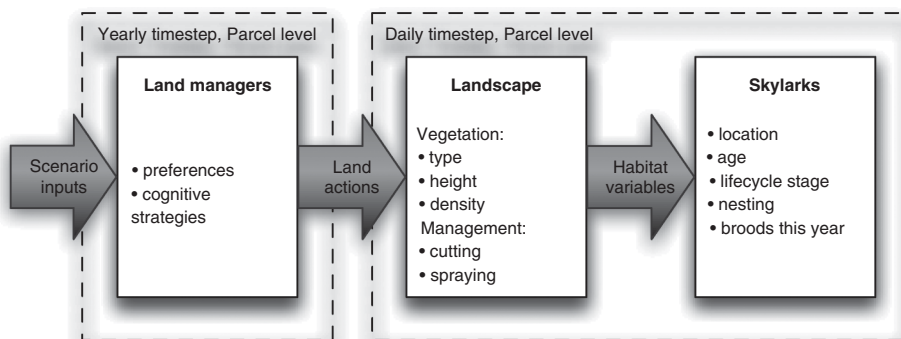 Yearly timestep, Parcel level
Daily timestep, Parcel level
Scenario
inputs
Land managers
• preferences
• cognitive
strategies
Land
actions
Landscape
Vegetation:
• type
• height
• density
Management:
• cutting
• spraying
Habitat
variables
Skylarks
• location
• age
• lifecycle stage
• nesting
• broods this year